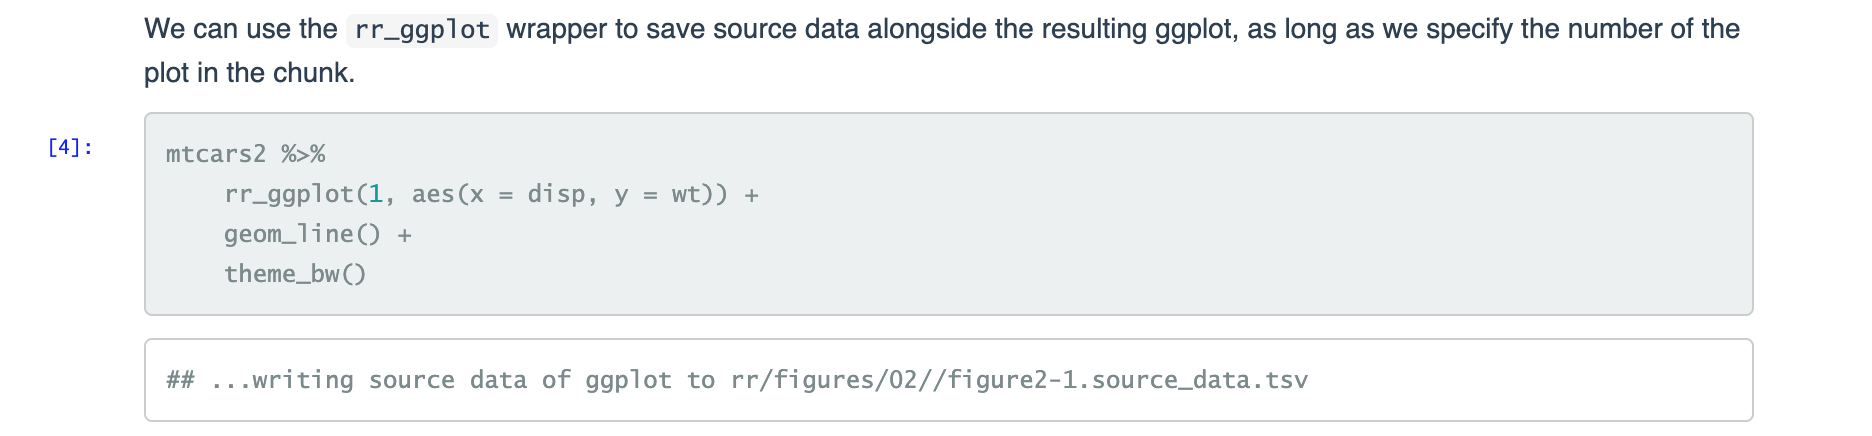 We can use the rr_ggplot wrapper to save source data alongside the resulting ggplot, as long as we specify the number of the
plot in the chunk.
[4]:
mtcars2 %>%
    rr_ggplot(1, aes(x = disp, y = wt)) +
    geom_line() +
    theme_bw()
## ...writing source data of ggplot to rr/figures/02//figure2-1.source_data.tsv